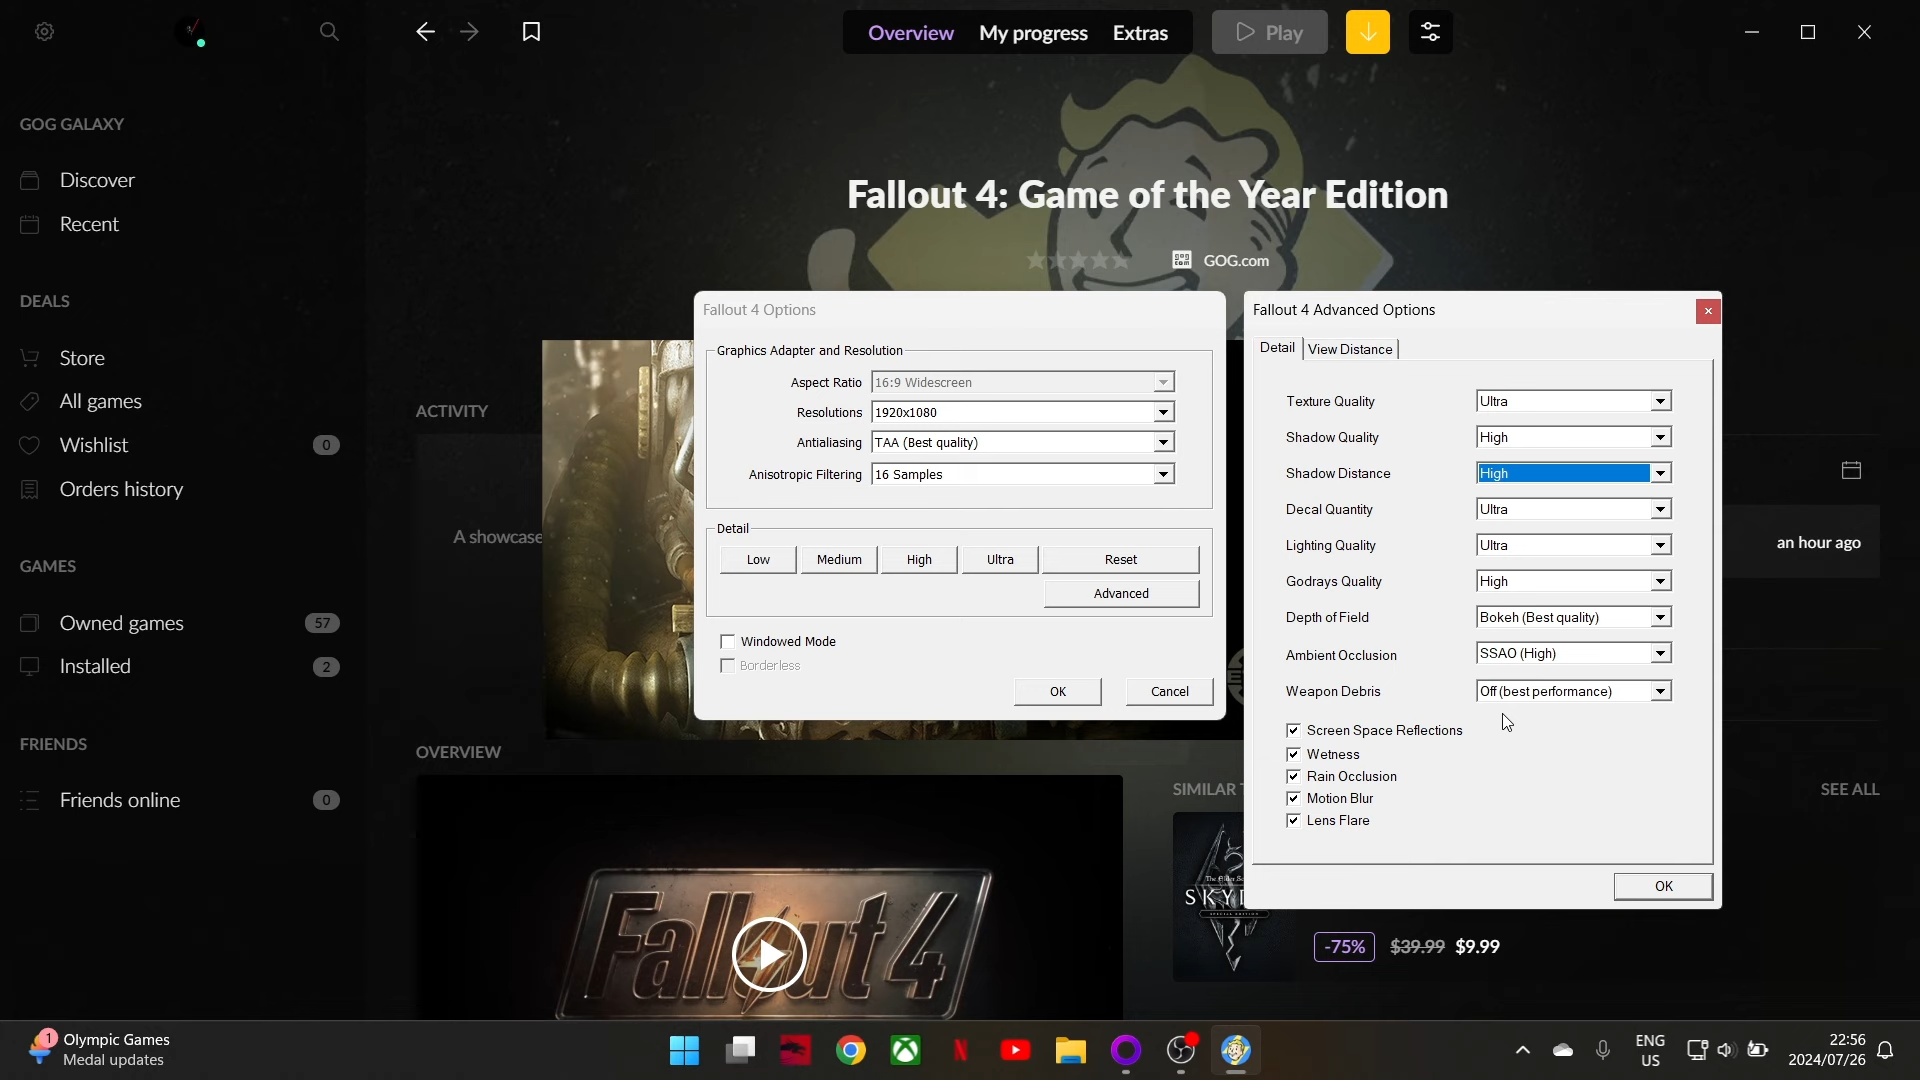 Overview My progress Extras Play
GOG GALAXY
Discover
Recent
DEALS
Store
All games
Wishlist 0
Orders history
GAMES
Owned games 57
Installed 2
FRIENDS
Friends online 0
Fallout 4: Game of the Year Edition
GOG.com
ACTIVITY
A showcase
an hour ago
OVERVIEW
Fallout 4
SIMILAR
SEE ALL
-75% $39.99 $9.99
Fallout 4 Options
Graphics Adapter and Resolution
Aspect Ratio 16:9 Widescreen
Resolutions 1920x1080
Antialiasing TAA (Best quality)
Anisotropic Filtering 16 Samples
Detail
Low Medium High Ultra Reset
Advanced
Windowed Mode
Borderless
OK Cancel
Fallout 4 Advanced Options
Detail View Distance
Texture Quality Ultra
Shadow Quality High
Shadow Distance High
Decal Quantity Ultra
Lighting Quality Ultra
Godrays Quality High
Depth of Field Bokeh (Best quality)
Ambient Occlusion SSAO (High)
Weapon Debris Off (best performance)
Screen Space Reflections
Wetness
Rain Occlusion
Motion Blur
Lens Flare
OK
1 Olympic Games
Medal updates
ENG
US
22:56
2024/07/26